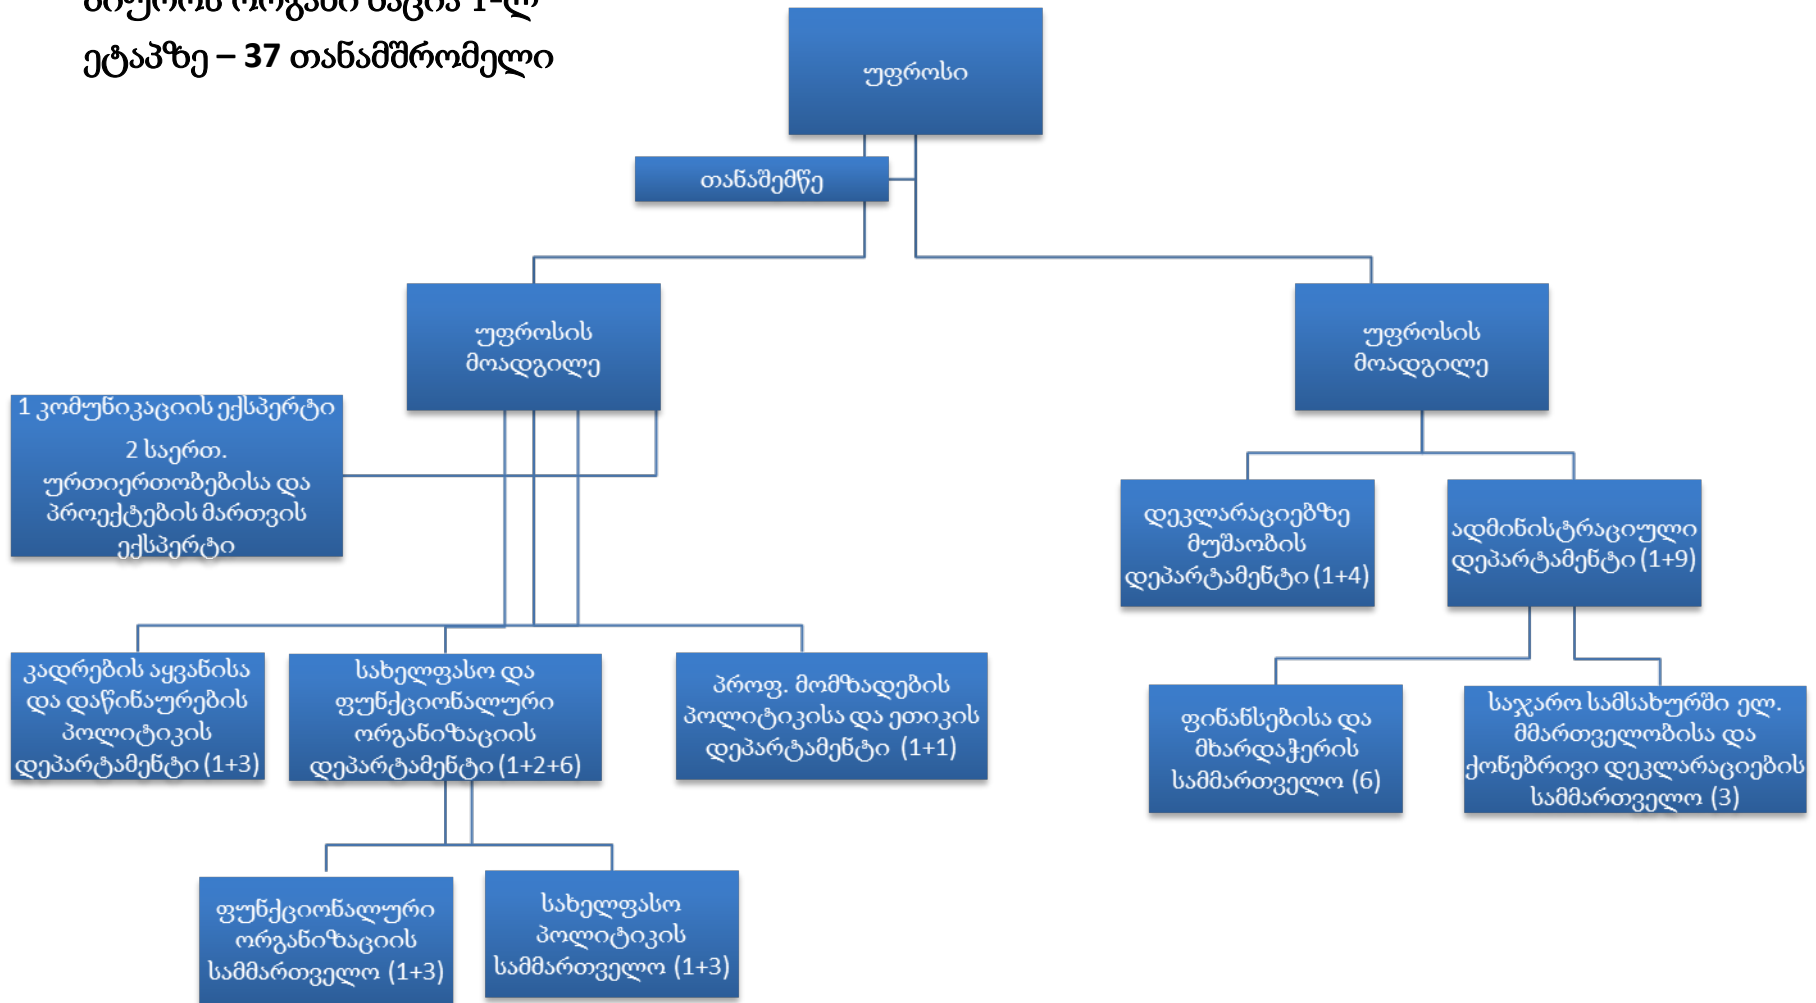 ბიუროს ორგანიზაცია 1-ლ
ეტაპზე – 37 თანამშრომელი
უფროსი
თანაშემწე
უფროსის
მოადგილე
უფროსის
მოადგილე
1 კომუნიკაციის ექსპერტი
2 საერთ.
ურთიერთობებისა და
პროექტების მართვის
ექსპერტი
დეკლარაციებზე
მუშაობის
დეპარტამენტი (1+4)
ადმინისტრაციული
დეპარტამენტი (1+9)
კადრების აყვანისა
და დაწინაურების
პოლიტიკის
დეპარტამენტი (1+3)
სახელფასო და
ფუნქციონალური
ორგანიზაციის
დეპარტამენტი (1+2+6)
პროფ. მომზადების
პოლიტიკისა და ეთიკის
დეპარტამენტი (1+1)
ფინანსებისა და
მხარდაჭერის
სამმართველო (6)
საჯარო სამსახურში ელ.
მმართველობისა და
ქონებრივი დეკლარაციების
სამმართველო (3)
ფუნქციონალური
ორგანიზაციის
სამმართველო (1+3)
სახელფასო
პოლიტიკის
სამმართველო (1+3)